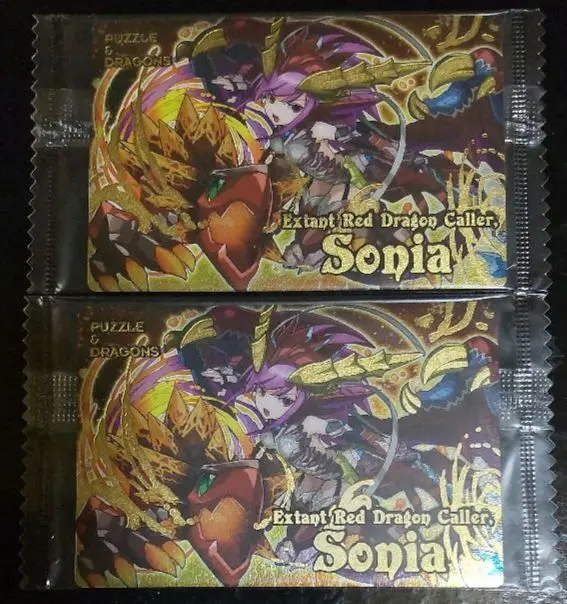 PUZZLE
&
DRAGONS
Extant Red Dragon Caller,
Sonia
PUZZLE
&
DRAGONS
Extant Red Dragon Caller,
Sonia